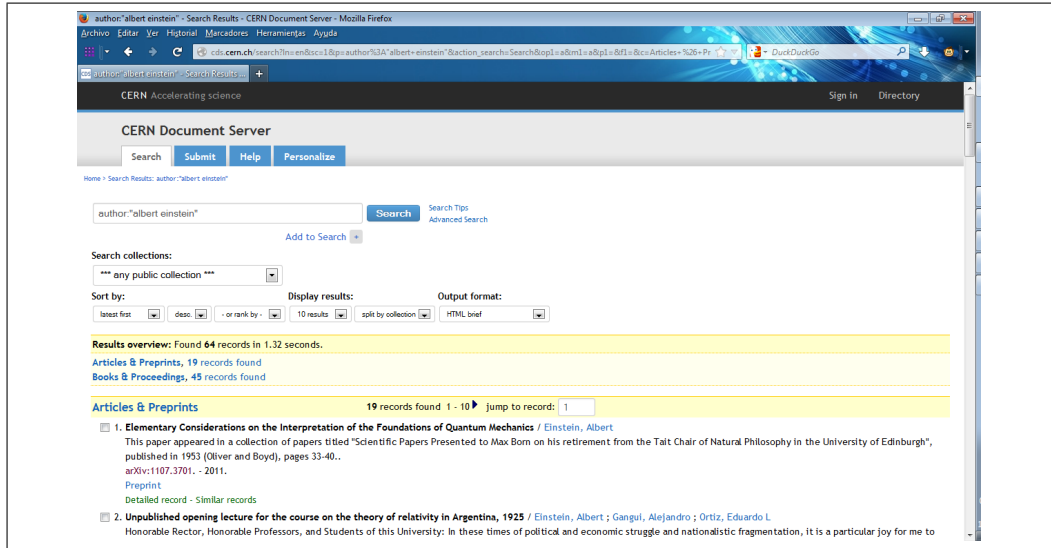 author:"albert einstein" - Search Results - CERN Document Server - Mozilla Firefox
Archivo Editar Ver Historial Marcadores Herramientas Ayuda
cds.cern.ch/search?ln=en&sc=1&p=author%3A"albert+einstein"&action_search=Search&op1=a&m1=a&p1=&f1=&c=Articles+%26+Pr
DuckDuckGo
author:"albert einstein" - Search Results ...
CERN Accelerating science
Sign in Directory
CERN Document Server
Search Submit Help Personalize
Home > Search Results: author:"albert einstein"
author:"albert einstein" Search Search Tips
Advanced Search
Add to Search +
Search collections:
*** any public collection ***
Sort by: Display results: Output format:
latest first desc. - or rank by - 10 results split by collection HTML brief
Results overview: Found 64 records in 1.32 seconds.
Articles & Preprints, 19 records found
Books & Proceedings, 45 records found
Articles & Preprints 19 records found 1 - 10 jump to record: 1
1. Elementary Considerations on the Interpretation of the Foundations of Quantum Mechanics / Einstein, Albert
This paper appeared in a collection of papers titled "Scientific Papers Presented to Max Born on his retirement from the Tait Chair of Natural Philosophy in the University of Edinburgh",
published in 1953 (Oliver and Boyd), pages 33-40..
arXiv:1107.3701. - 2011.
Preprint
Detailed record - Similar records
2. Unpublished opening lecture for the course on the theory of relativity in Argentina, 1925 / Einstein, Albert ; Gangui, Alejandro ; Ortiz, Eduardo L
Honorable Rector, Honorable Professors, and Students of this University: In these times of political and economic struggle and nationalistic fragmentation, it is a particular joy for me to